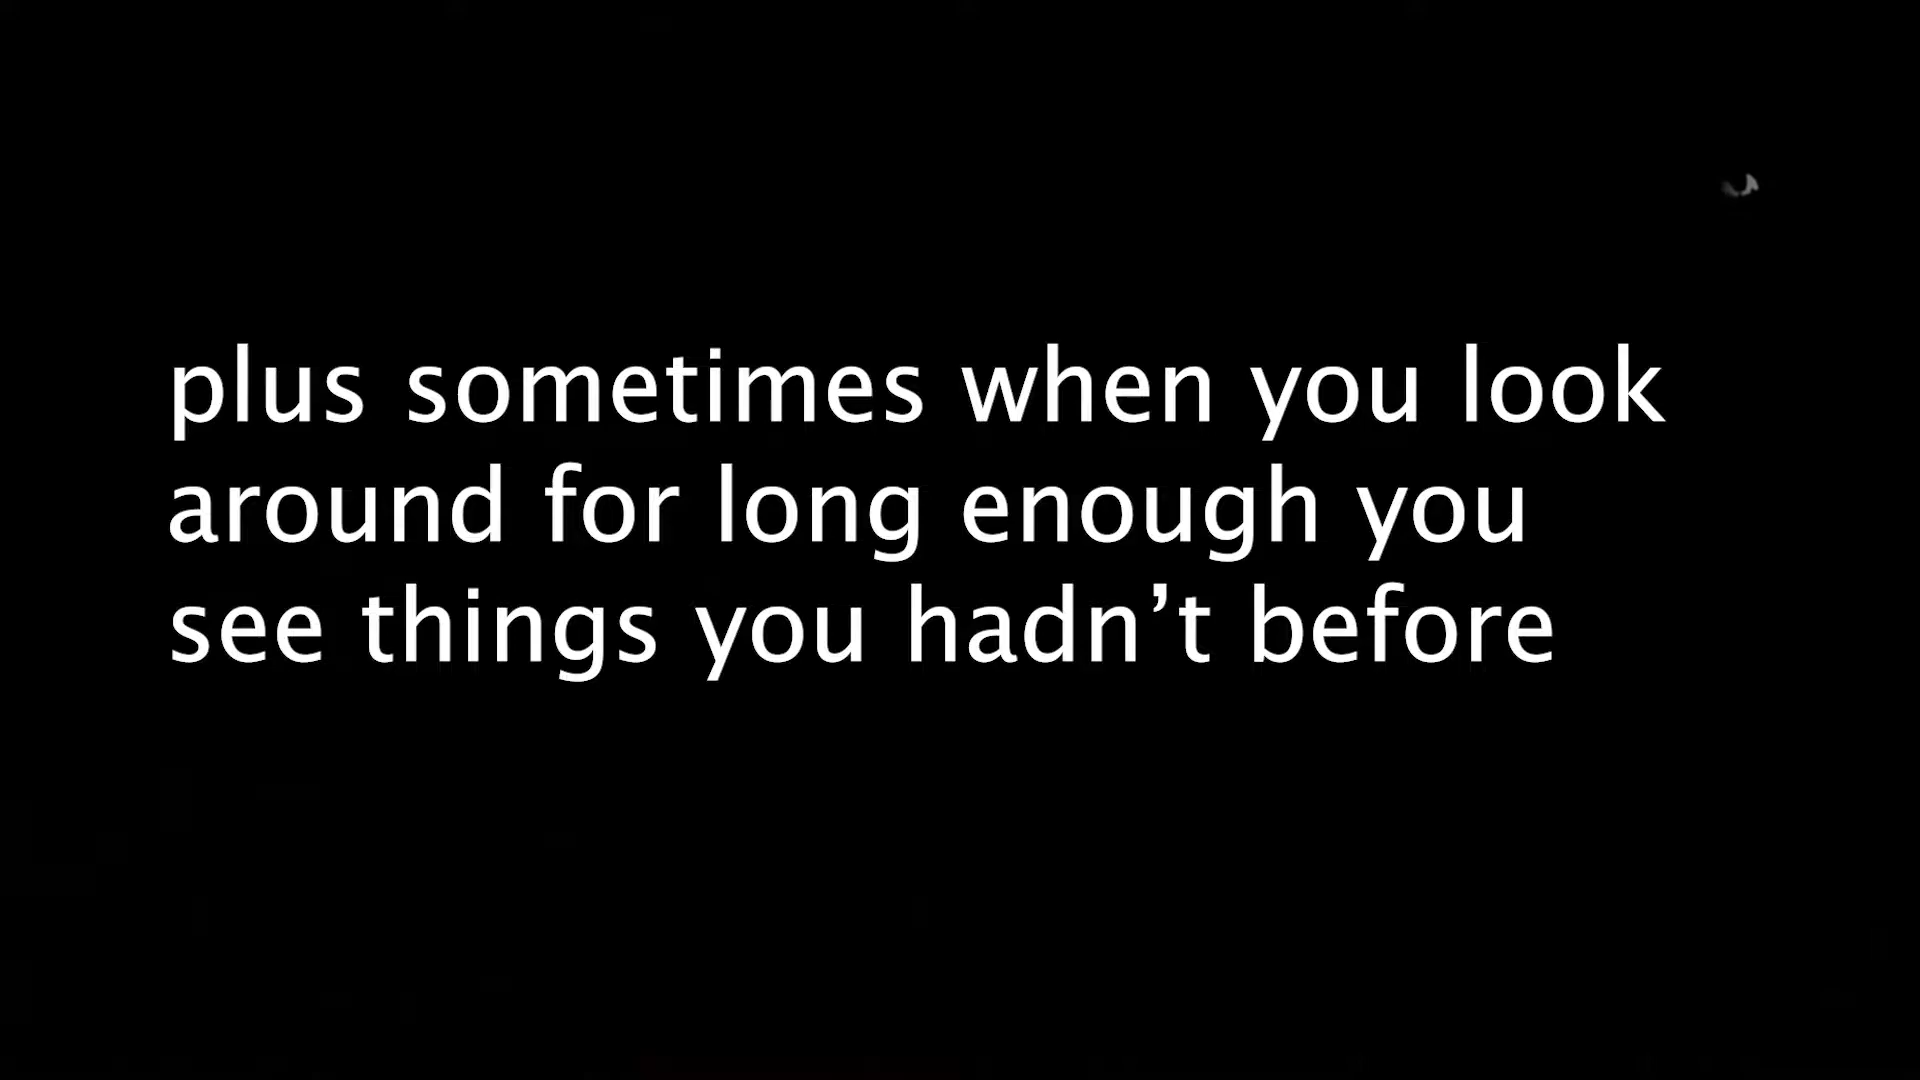 plus sometimes when you look
around for long enough you
see things you hadn’t before